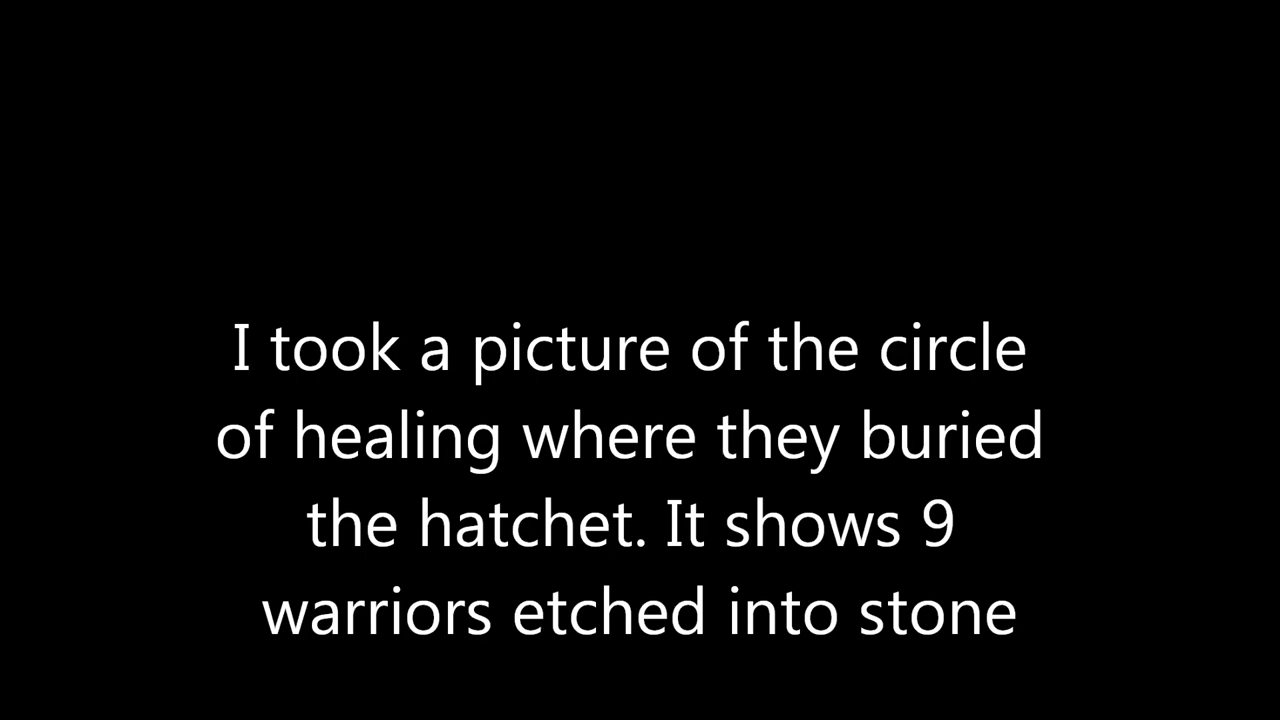 I took a picture of the circle
of healing where they buried
the hatchet. It shows 9
warriors etched into stone